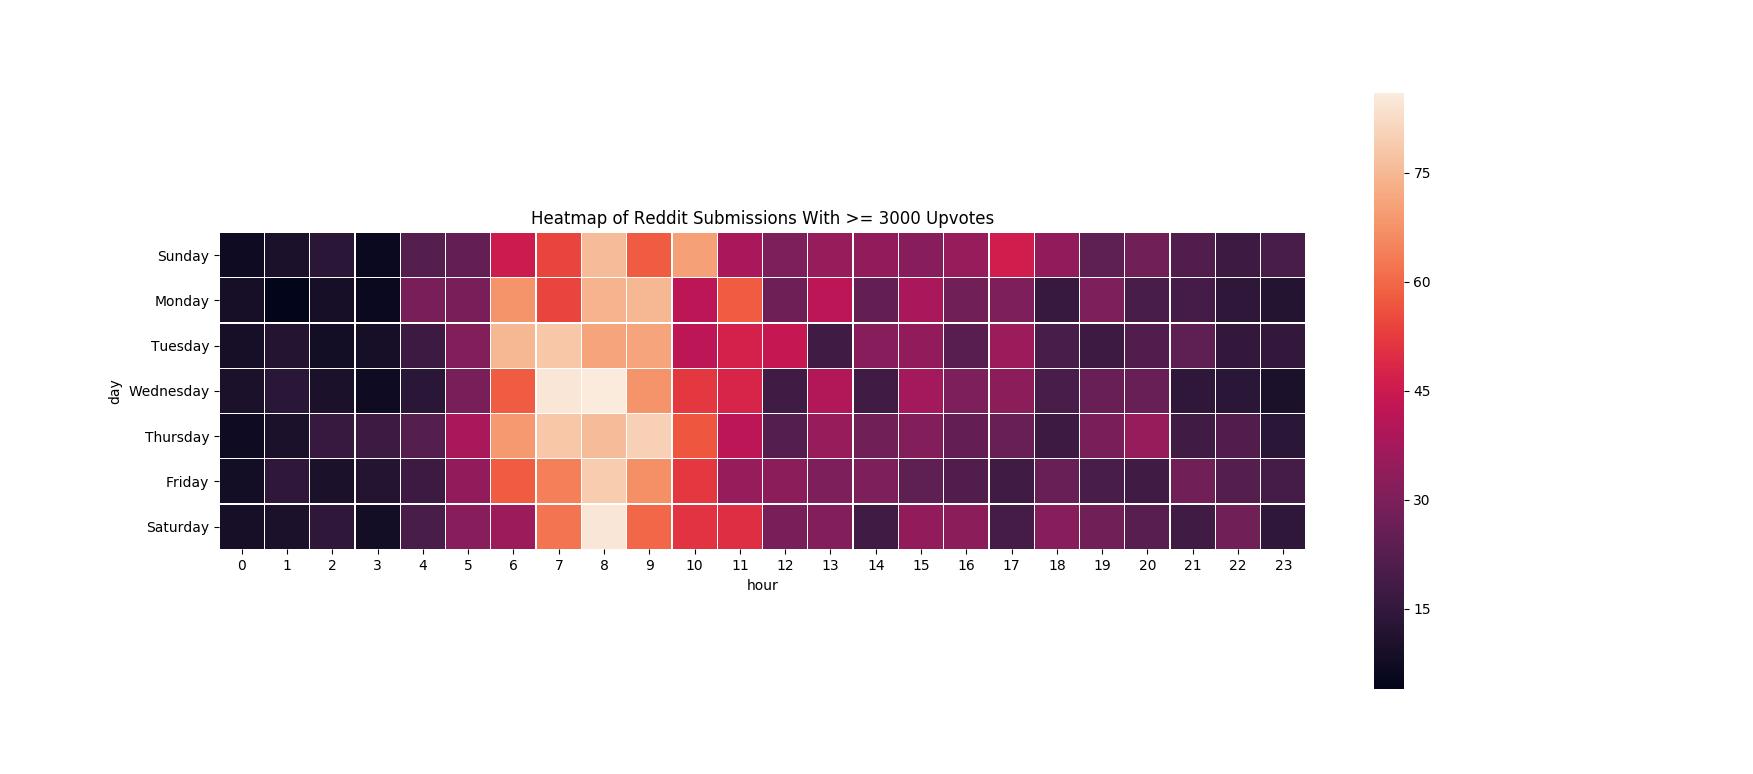 Heatmap of Reddit Submissions With >= 3000 Upvotes
day
Sunday
Monday
Tuesday
Wednesday
Thursday
Friday
Saturday
0 1 2 3 4 5 6 7 8 9 10 11 12 13 14 15 16 17 18 19 20 21 22 23
hour
75
60
45
30
15